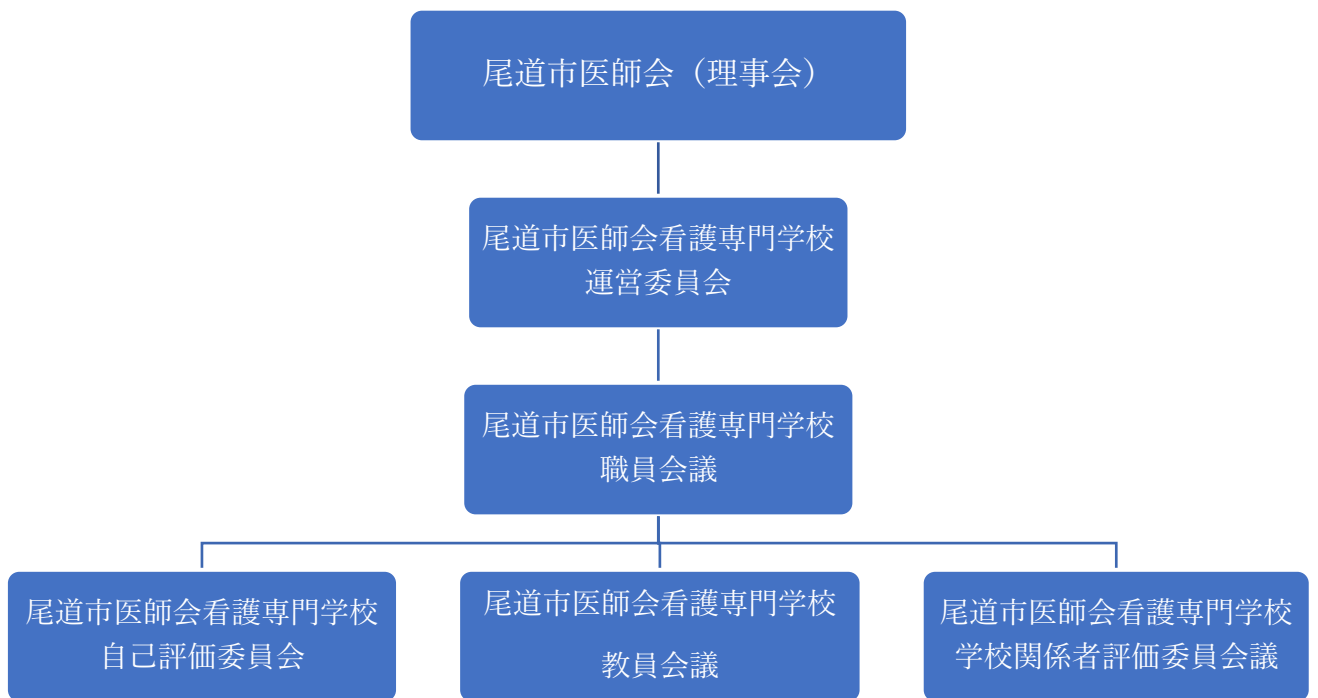 尾道市医師会（理事会）
尾道市医師会看護専門学校
運営委員会
尾道市医師会看護専門学校
職員会議
尾道市医師会看護専門学校
自己評価委員会
尾道市医師会看護専門学校
教員会議
尾道市医師会看護専門学校
学校関係者評価委員会議